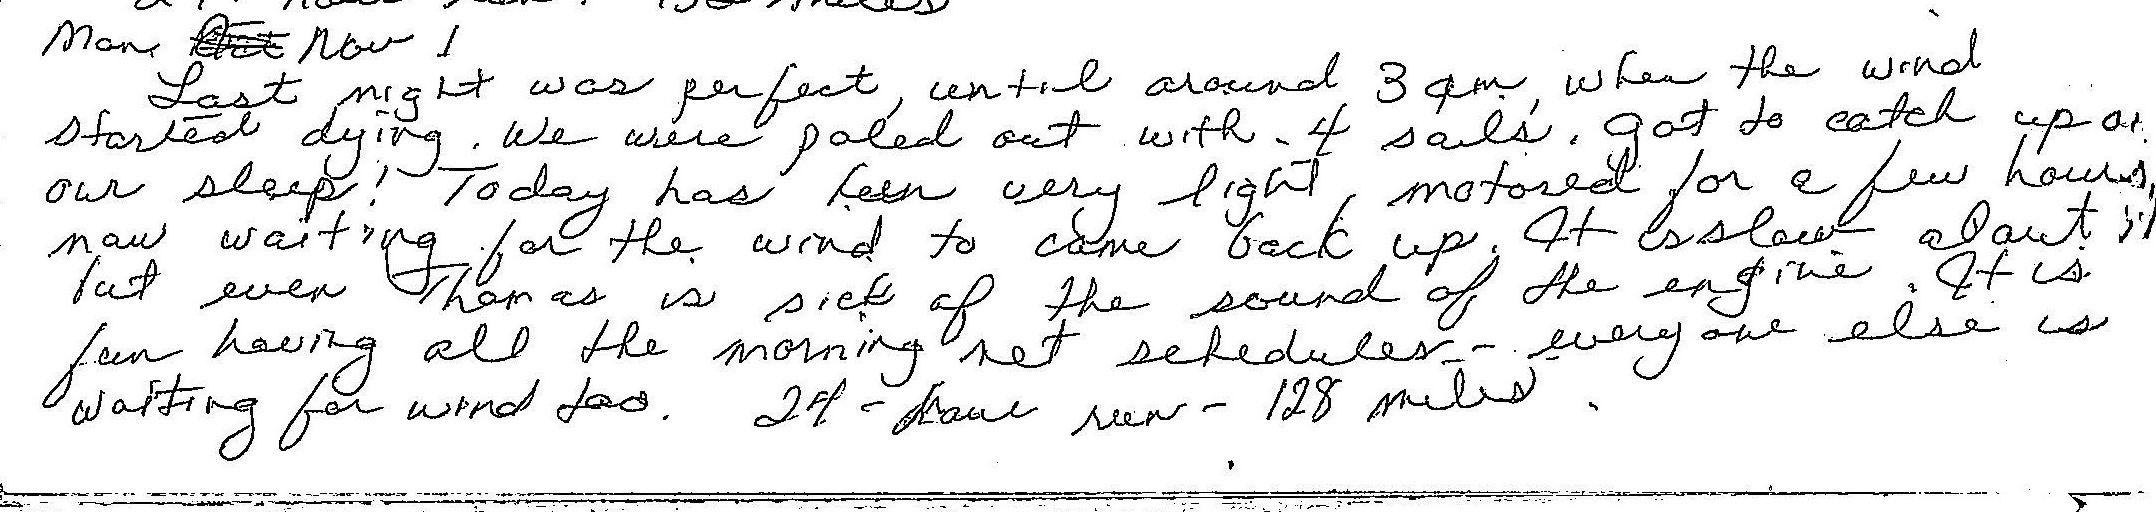 Mon. Oct Nov 1
Last night was perfect, until around 3 am, when the wind
started dying. We were poled out with 4 sails. Got to catch up on
our sleep! Today has been very light, motored for a few hours,
now waiting for the wind to come back up. It is slow about it
but even Thomas is sick of the sound of the engine. It is
fun having all the morning net schedules - everyone else is
waiting for wind too. 24-hour run - 128 miles.